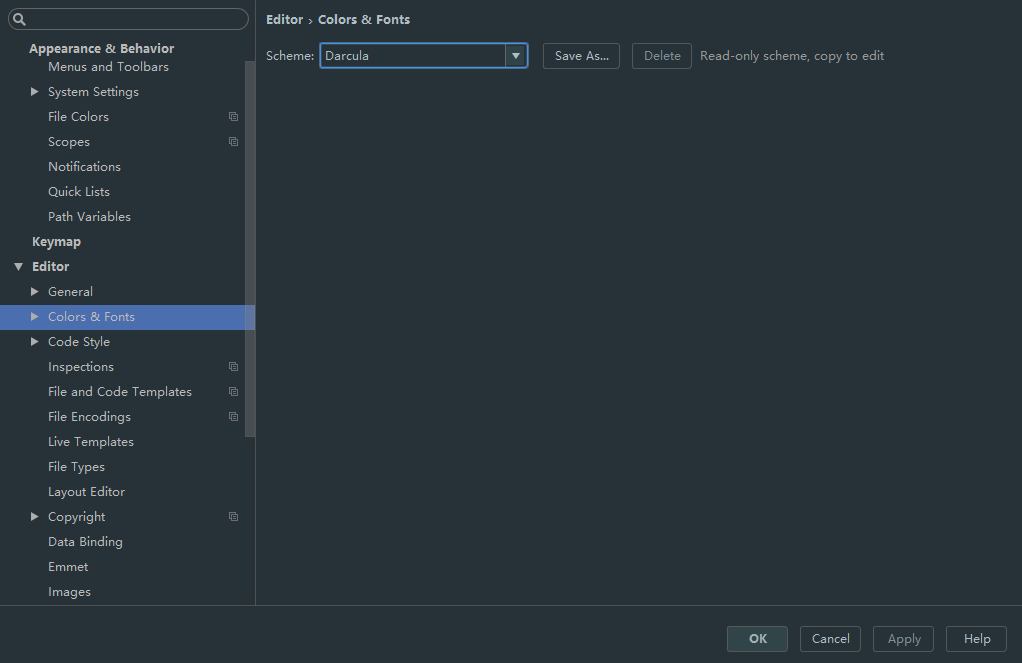 Appearance & Behavior
Menus and Toolbars
System Settings
File Colors
Scopes
Notifications
Quick Lists
Path Variables
Keymap
Editor
General
Colors & Fonts
Code Style
Inspections
File and Code Templates
File Encodings
Live Templates
File Types
Layout Editor
Copyright
Data Binding
Emmet
Images
Editor › Colors & Fonts
Scheme: Darcula Save As... Delete Read-only scheme, copy to edit
OK Cancel Apply Help